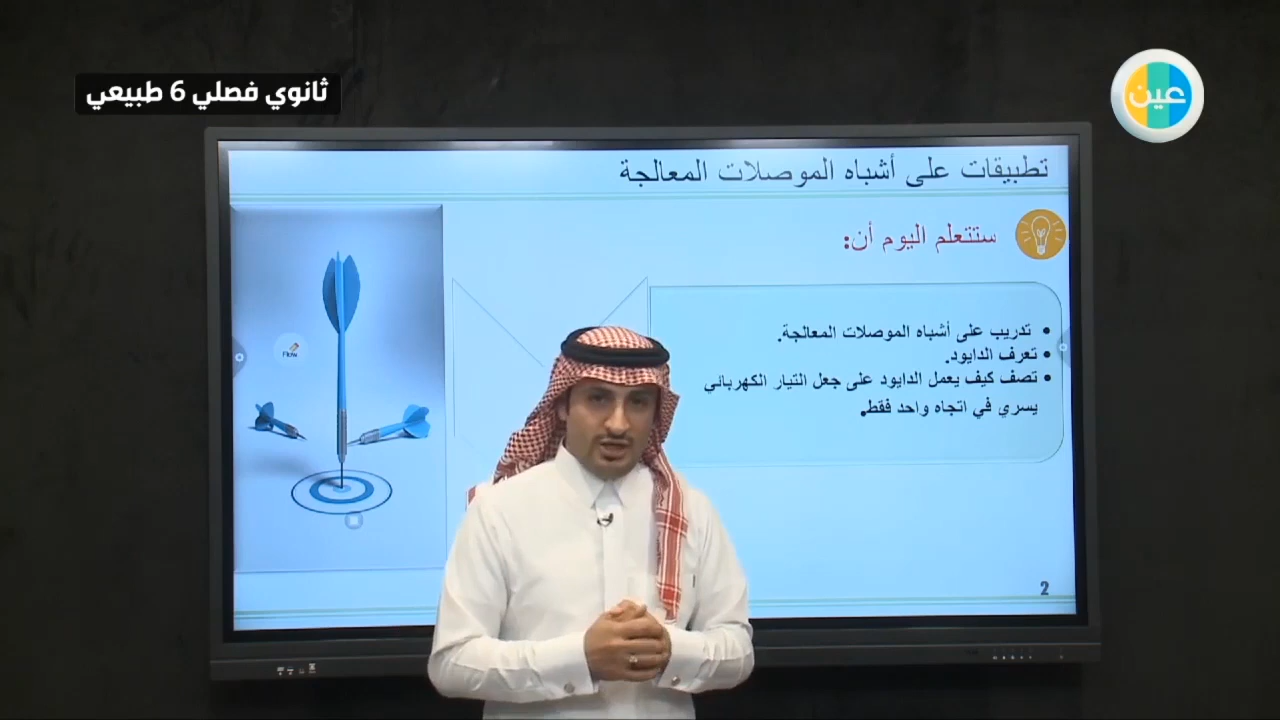 ثانوي فصلي 6 طبيعي
عين
تطبيقات على أشباه الموصلات المعالجة
ستتعلم اليوم أن:
• تدريب على أشباه الموصلات المعالجة.
• تعرف الدايود.
• تصف كيف يعمل الدايود على جعل التيار الكهربائي
يسري في اتجاه واحد فقط.
Flow
2